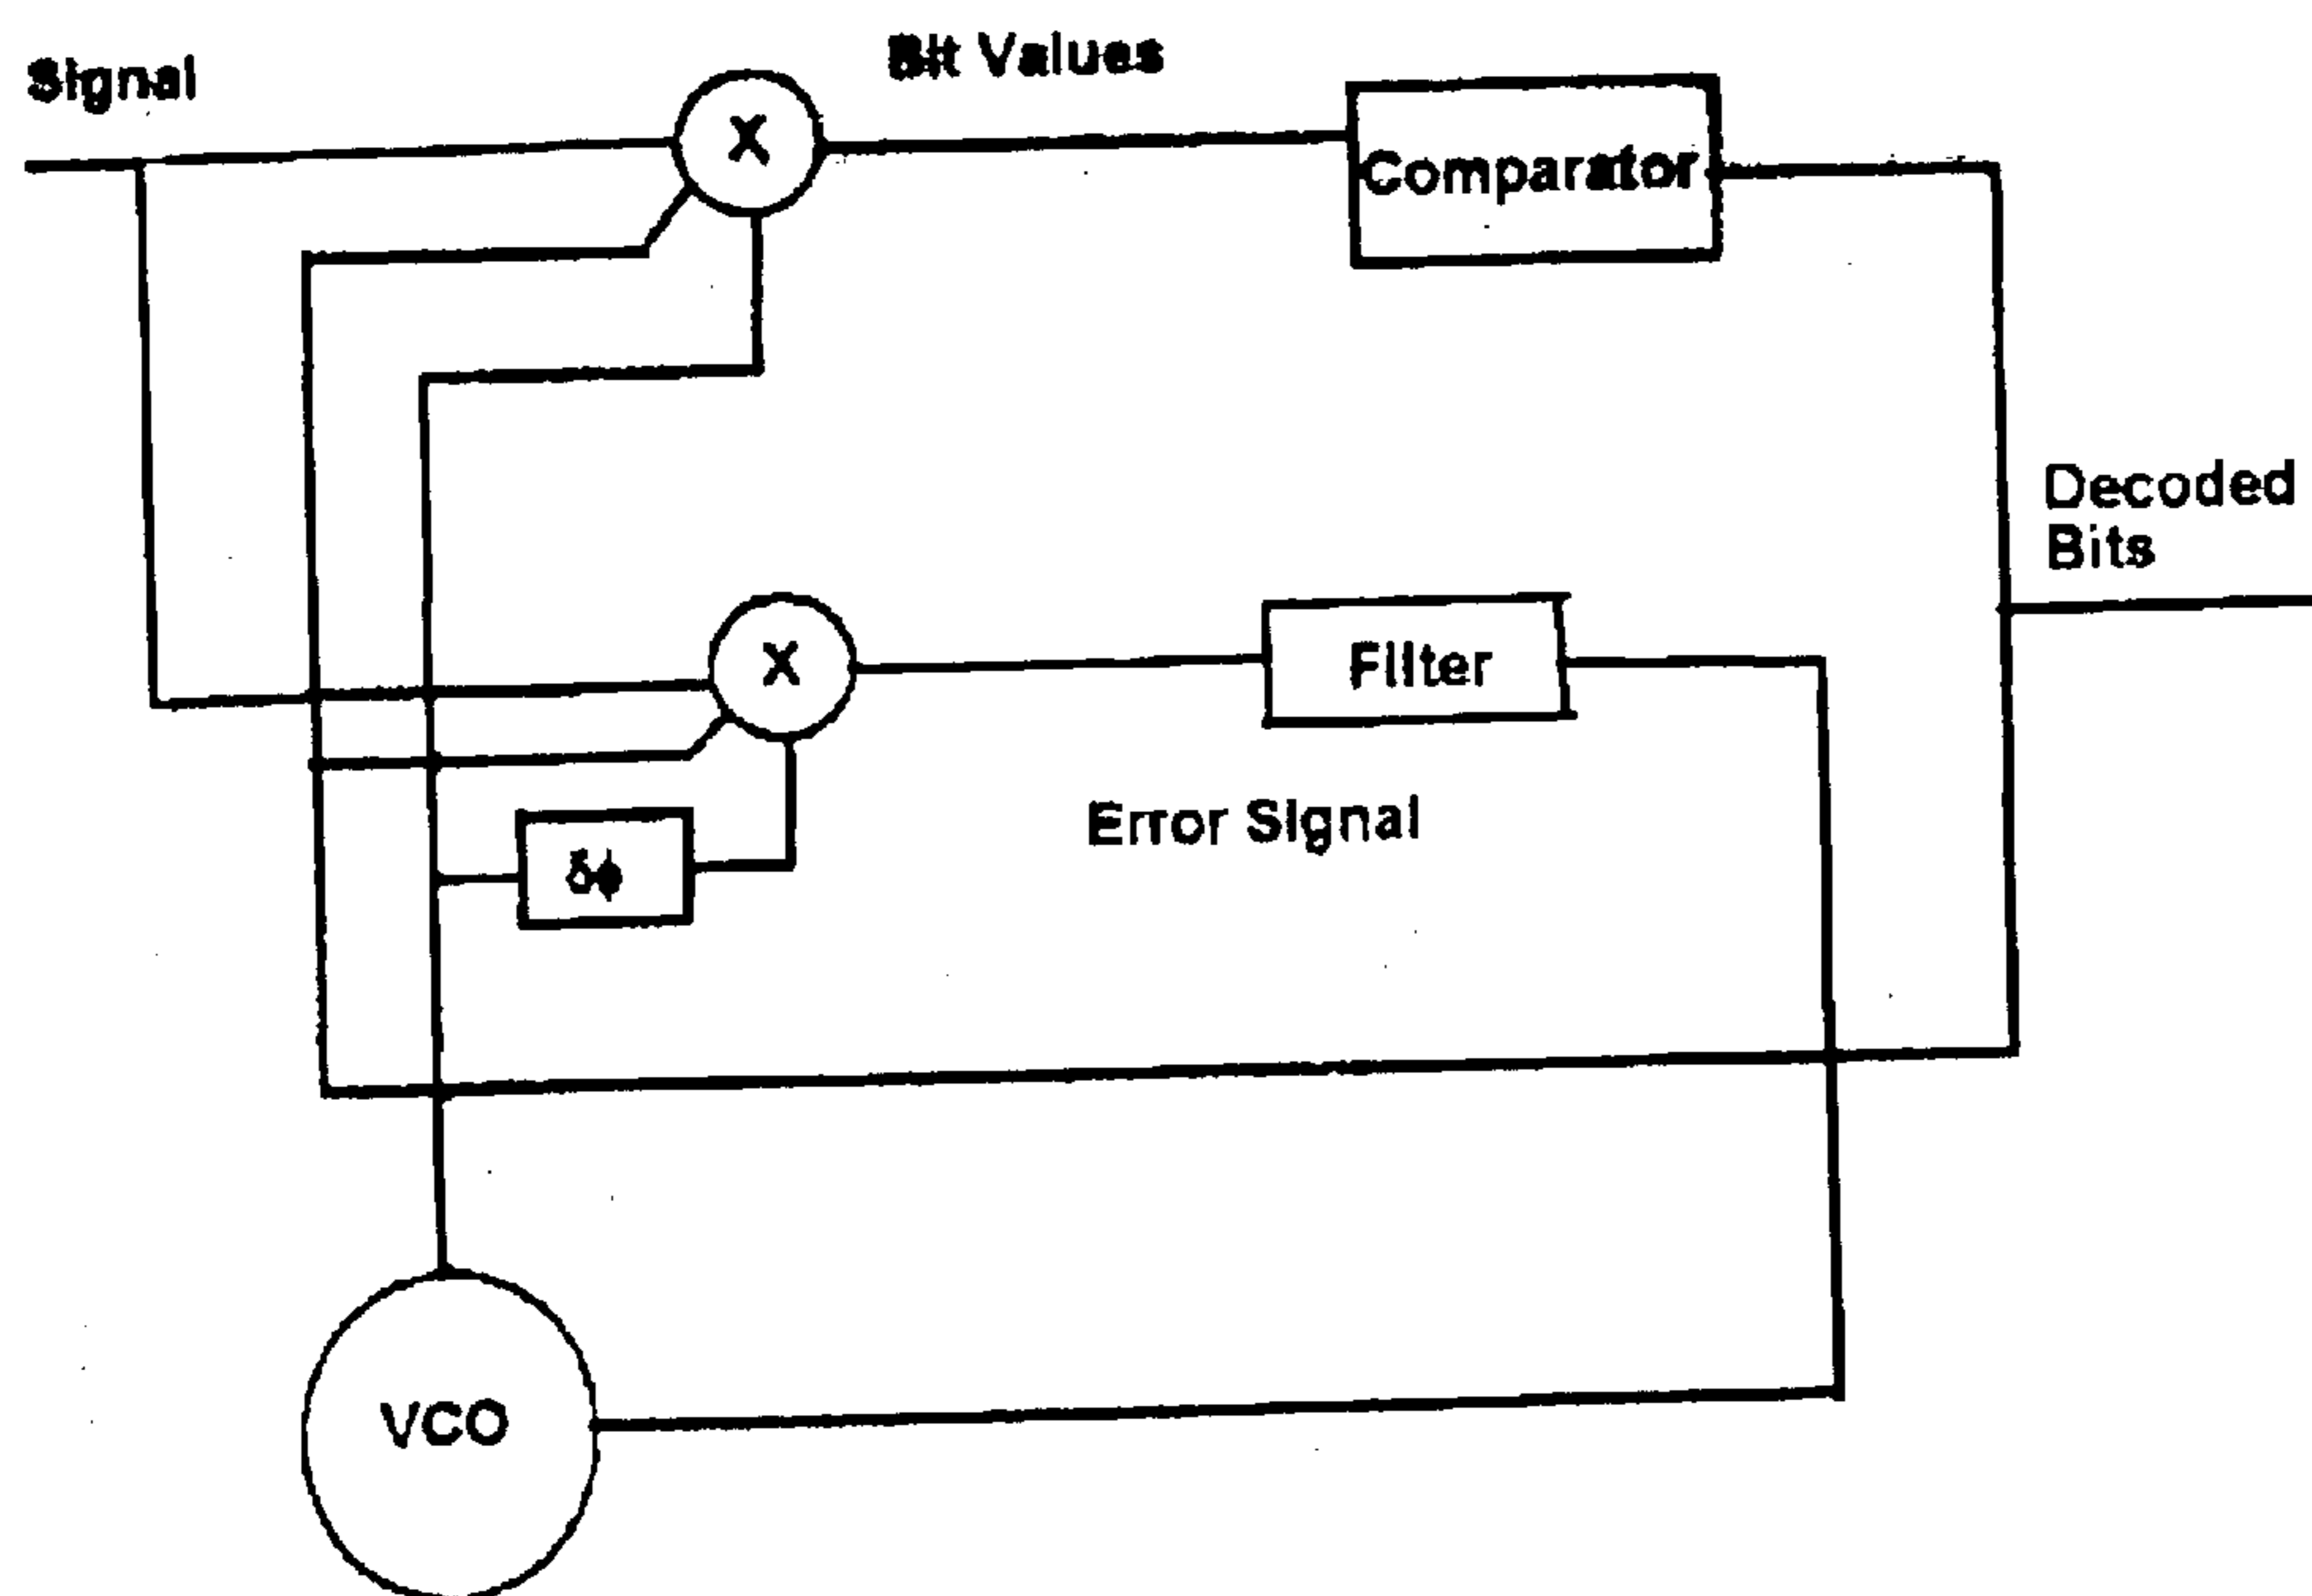 Signal
Bit Values
X
Comparator
Decoded
Bits
X
Filter
Error Signal
δϕ
VCO